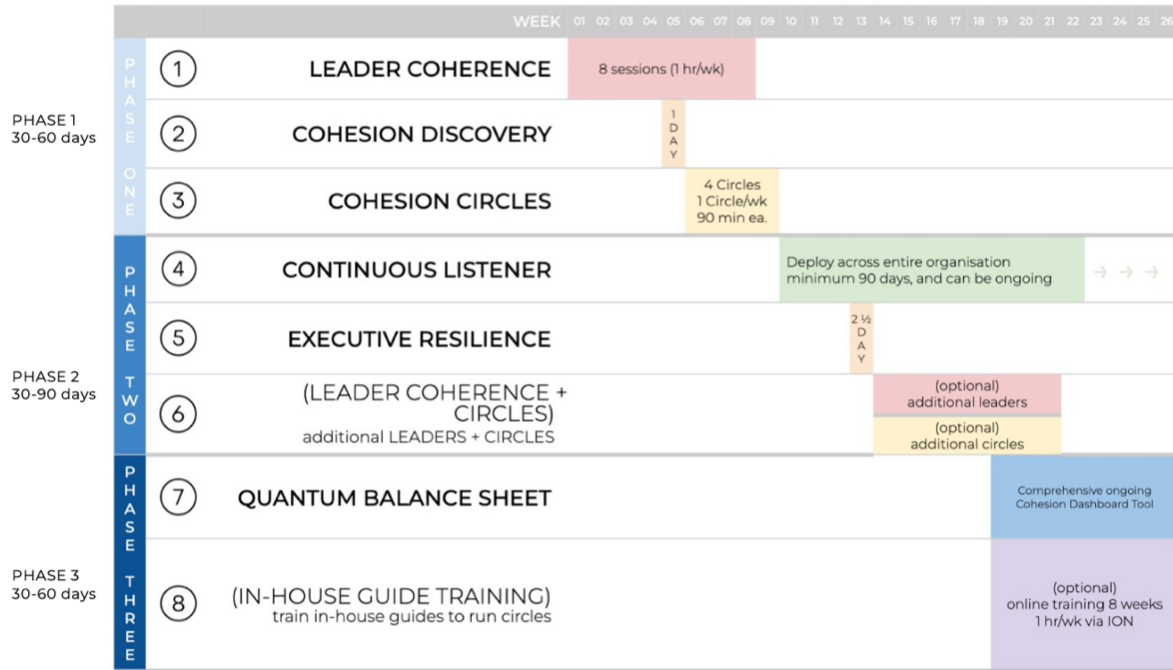 WEEK 01 02 03 04 05 06 07 08 09 10 11 12 13 14 15 16 17 18 19 20 21 22 23 24 25 26
PHASE 1
30-60 days
PHASE ONE
1
LEADER COHERENCE
8 sessions (1 hr/wk)
2
COHESION DISCOVERY
1 DAY
3
COHESION CIRCLES
4 Circles
1 Circle/wk
90 min ea.
PHASE 2
30-90 days
PHASE TWO
4
CONTINUOUS LISTENER
Deploy across entire organisation
minimum 90 days, and can be ongoing
→ → →
5
EXECUTIVE RESILIENCE
2 ½ DAY
6
(LEADER COHERENCE +
CIRCLES)
additional LEADERS + CIRCLES
(optional)
additional leaders
(optional)
additional circles
PHASE 3
30-60 days
PHASE THREE
7
QUANTUM BALANCE SHEET
Comprehensive ongoing
Cohesion Dashboard Tool
8
(IN-HOUSE GUIDE TRAINING)
train in-house guides to run circles
(optional)
online training 8 weeks
1 hr/wk via ION